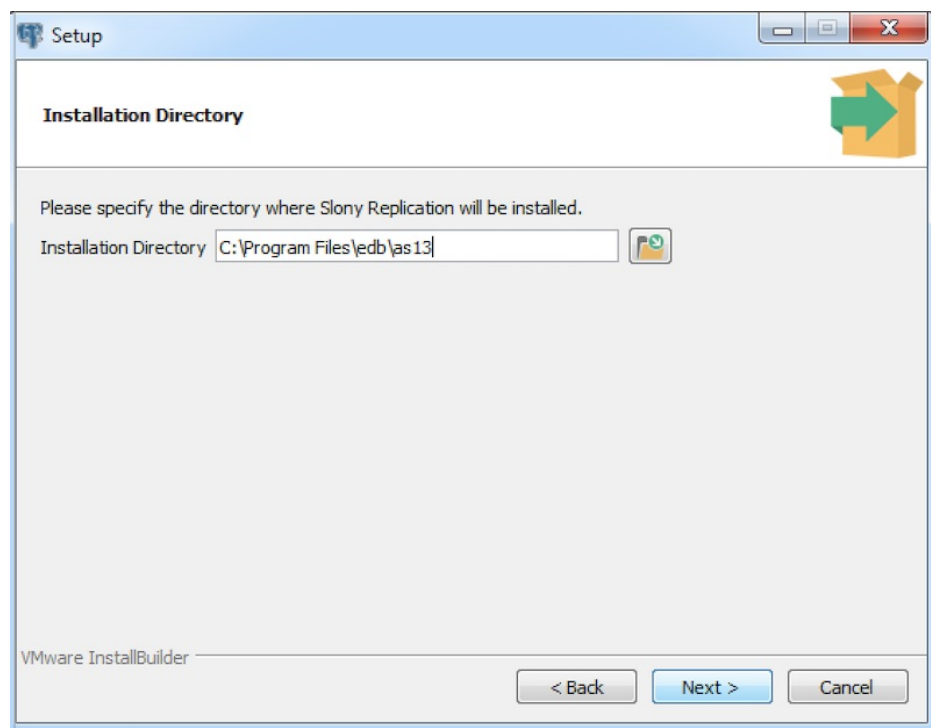 Setup
Installation Directory
Please specify the directory where Slony Replication will be installed.
Installation Directory C:\Program Files\edb\as13
VMware InstallBuilder
< Back Next > Cancel